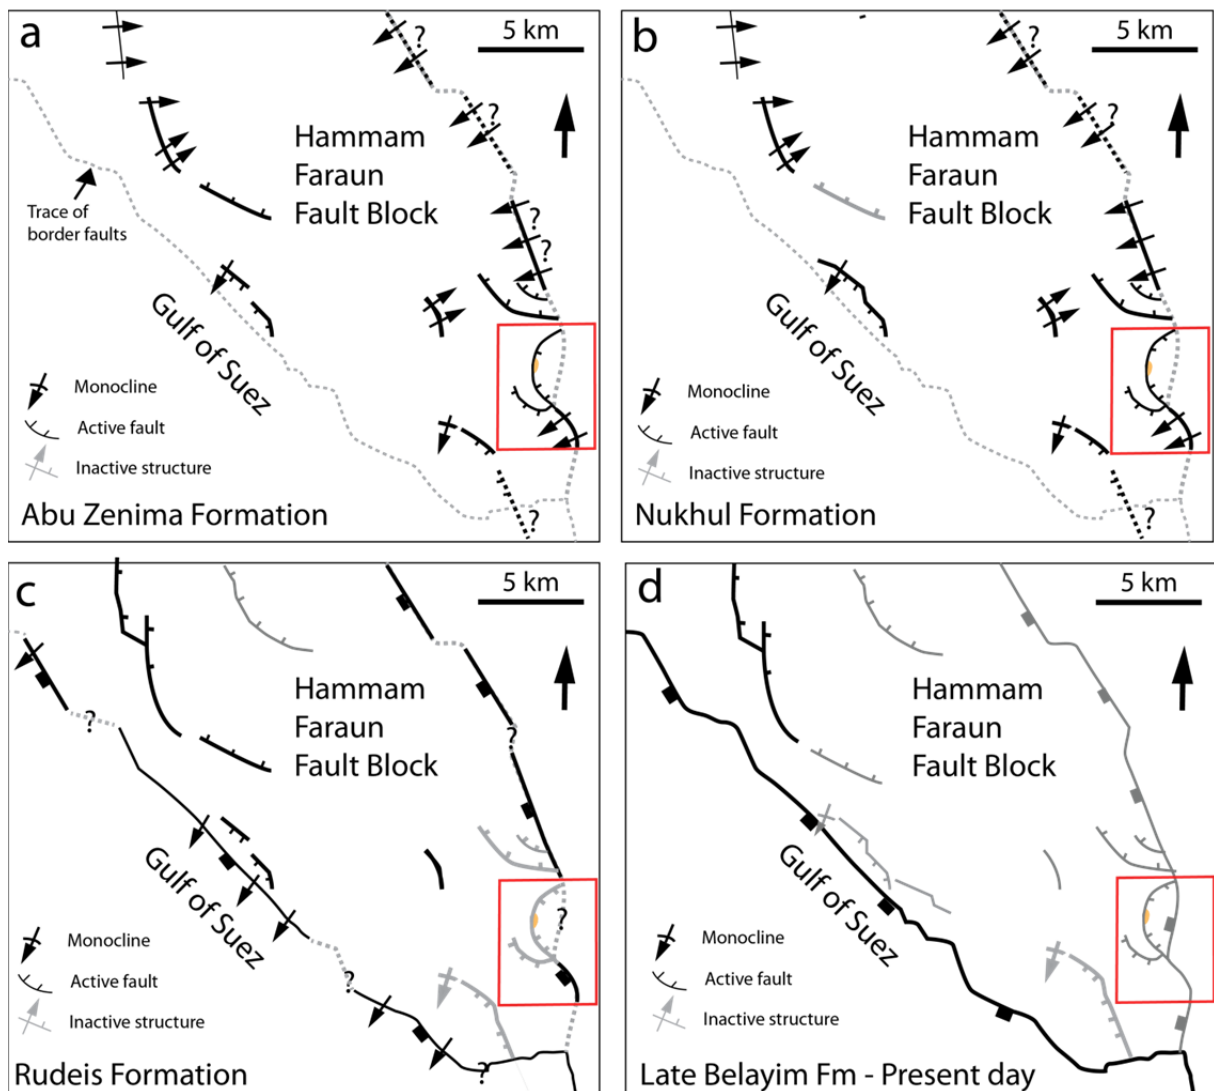 a
5 km
?
?
Hammam
Faraun
Fault Block
?
?
Trace of
border faults
Gulf of Suez
Monocline
Active fault
Inactive structure
?
Abu Zenima Formation
b
5 km
?
?
Hammam
Faraun
Fault Block
Gulf of Suez
Monocline
Active fault
Inactive structure
?
Nukhul Formation
c
5 km
Hammam
Faraun
Fault Block
?
?
Gulf of Suez
?
?
Monocline
Active fault
Inactive structure
?
Rudeis Formation
d
5 km
Hammam
Faraun
Fault Block
Gulf of Suez
Monocline
Active fault
Inactive structure
Late Belayim Fm - Present day